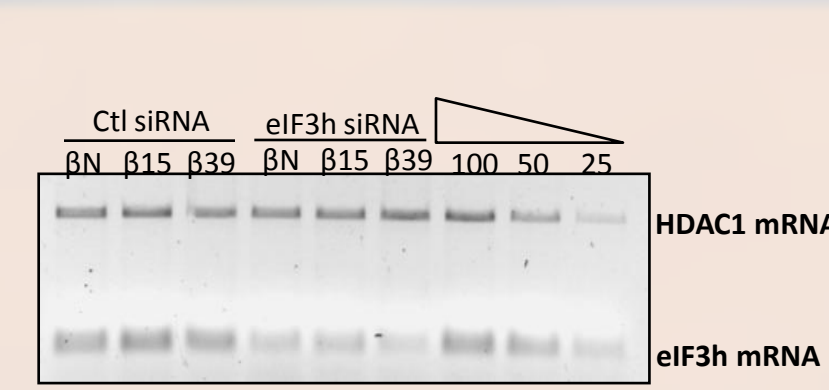 Ctl siRNA eIF3h siRNA
βN β15 β39 βN β15 β39 100 50 25
HDAC1 mRNA
eIF3h mRNA